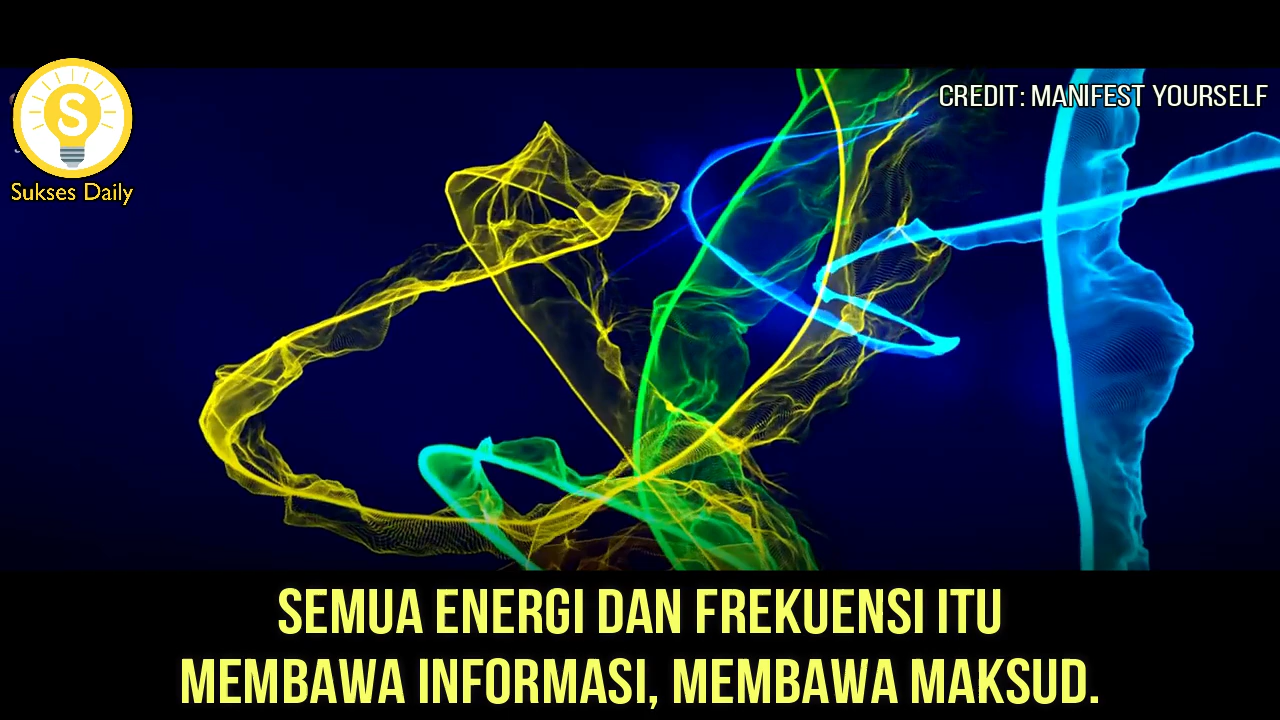 S
Sukses Daily
CREDIT: MANIFEST YOURSELF
SEMUA ENERGI DAN FREKUENSI ITU
MEMBAWA INFORMASI, MEMBAWA MAKSUD.